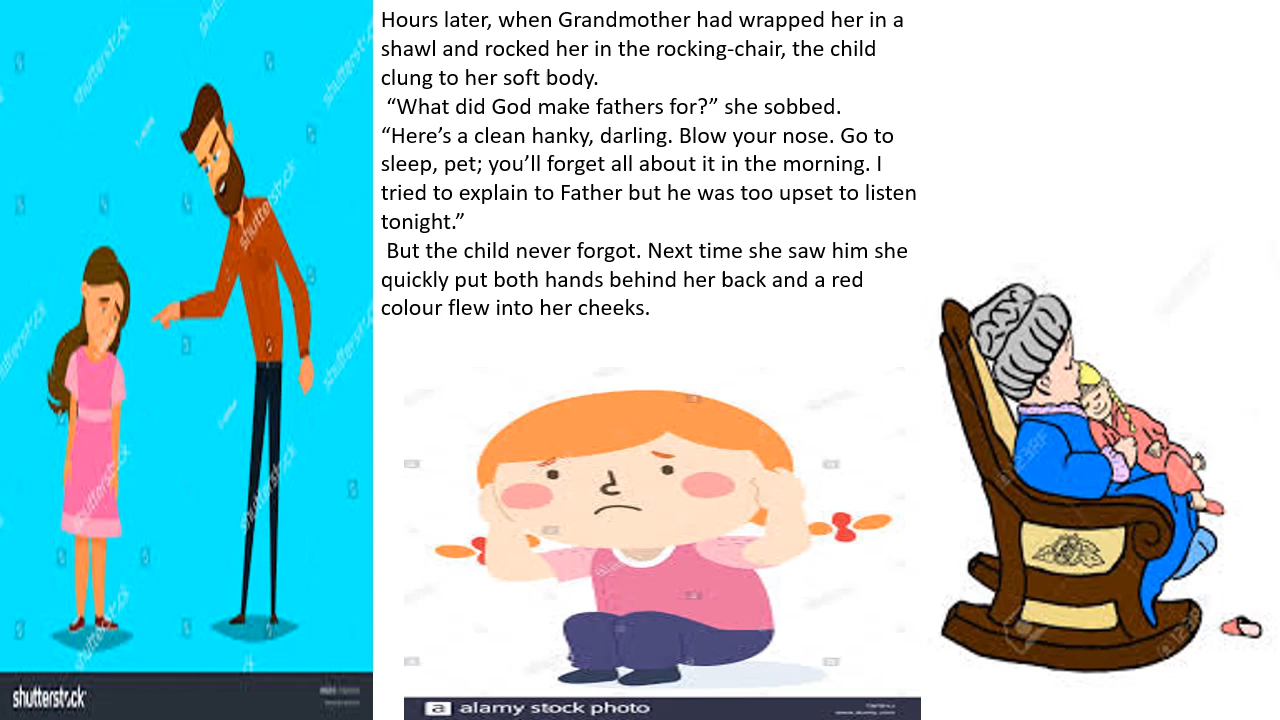 Hours later, when Grandmother had wrapped her in a
shawl and rocked her in the rocking-chair, the child
clung to her soft body.
“What did God make fathers for?” she sobbed.
“Here’s a clean hanky, darling. Blow your nose. Go to
sleep, pet; you’ll forget all about it in the morning. I
tried to explain to Father but he was too upset to listen
tonight.”
But the child never forgot. Next time she saw him she
quickly put both hands behind her back and a red
colour flew into her cheeks.
shutterstock
a alamy stock photo